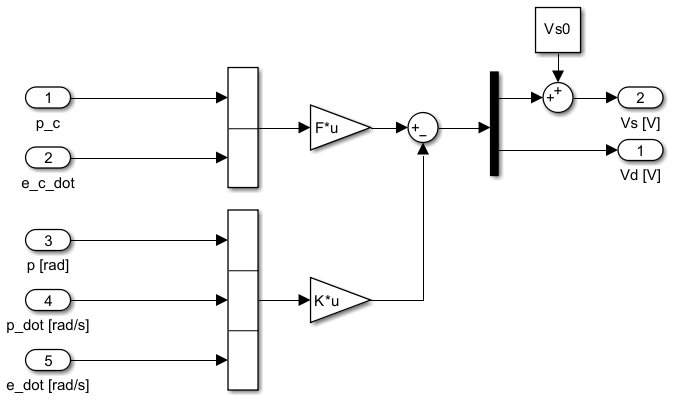 Vs0
1
p_c
2
e_c_dot
F*u
+
_
+
+
2
Vs [V]
1
Vd [V]
3
p [rad]
4
p_dot [rad/s]
5
e_dot [rad/s]
K*u